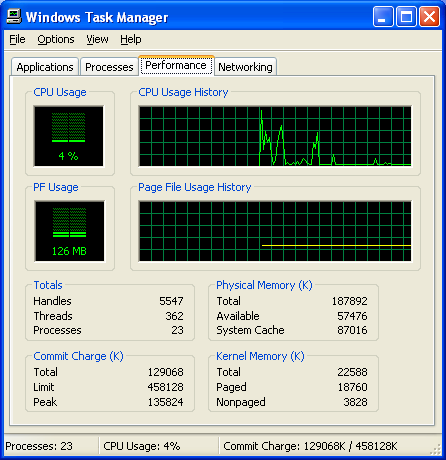 Windows Task Manager
File Options View Help
Applications Processes Performance Networking
CPU Usage CPU Usage History
4 %
PF Usage Page File Usage History
126 MB
Totals Physical Memory (K)
Handles 5547 Total 187892
Threads 362 Available 57476
Processes 23 System Cache 87016
Commit Charge (K) Kernel Memory (K)
Total 129068 Total 22588
Limit 458128 Paged 18760
Peak 135824 Nonpaged 3828
Processes: 23 CPU Usage: 4% Commit Charge: 129068K / 458128K